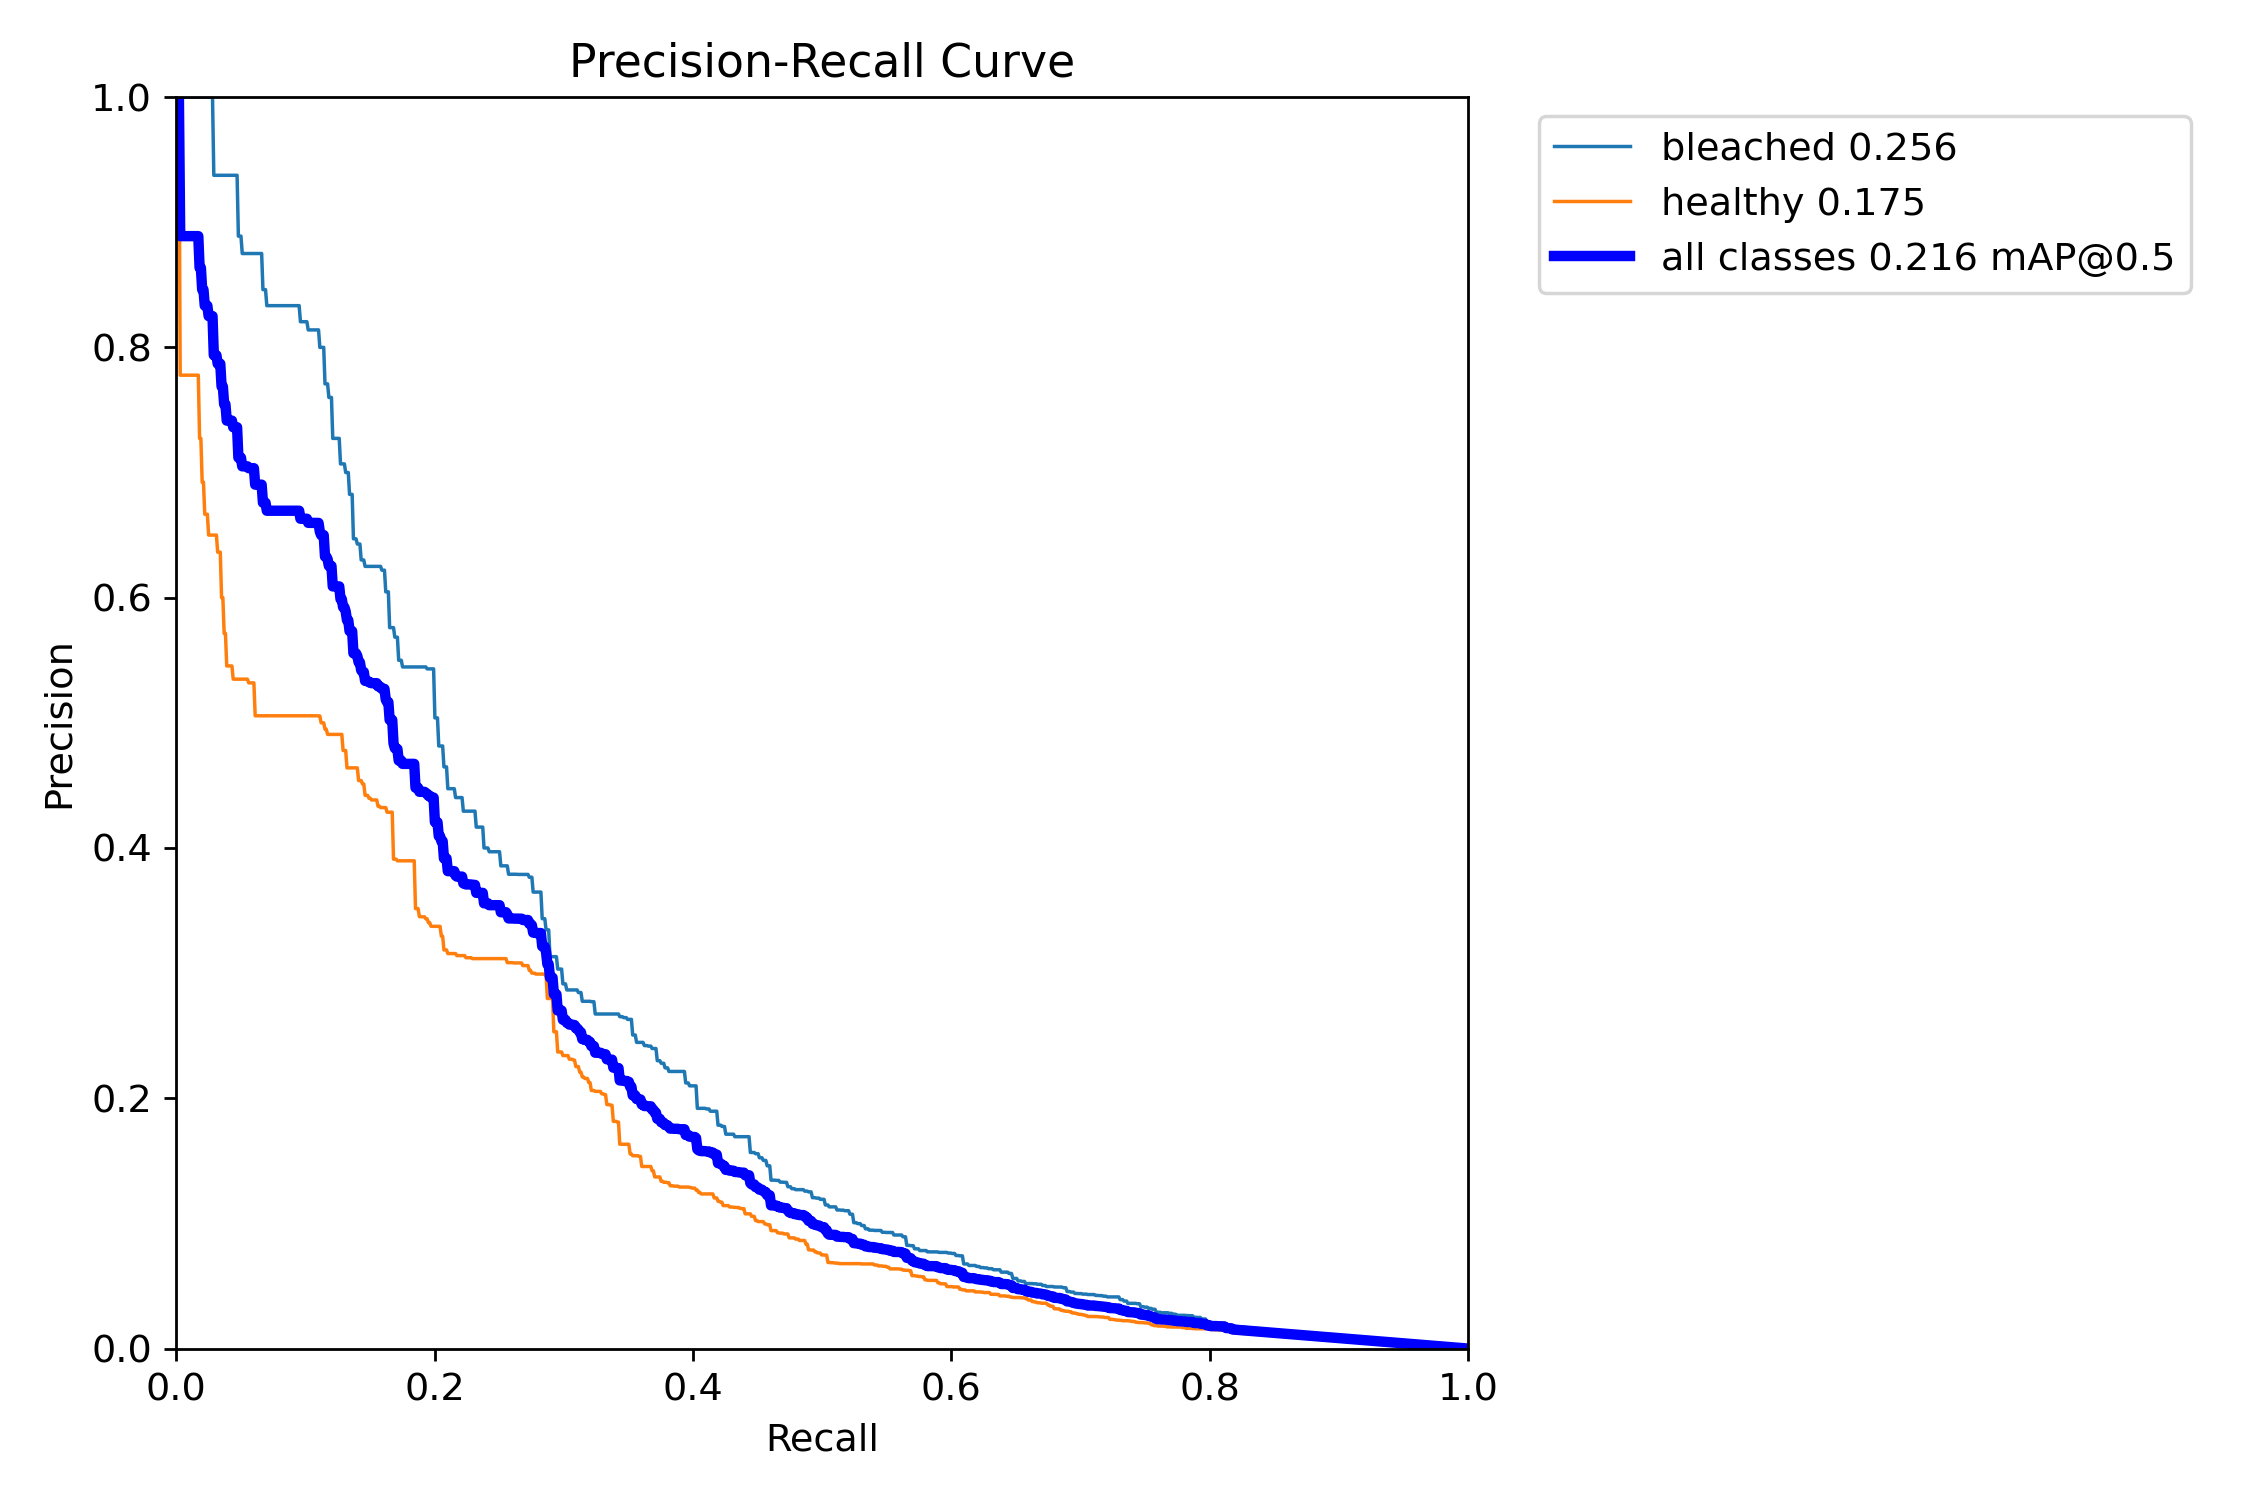 Precision-Recall Curve
1.0
0.8
0.6
0.4
0.2
0.0
Precision
0.0 0.2 0.4 0.6 0.8 1.0
Recall
bleached 0.256
healthy 0.175
all classes 0.216 mAP@0.5